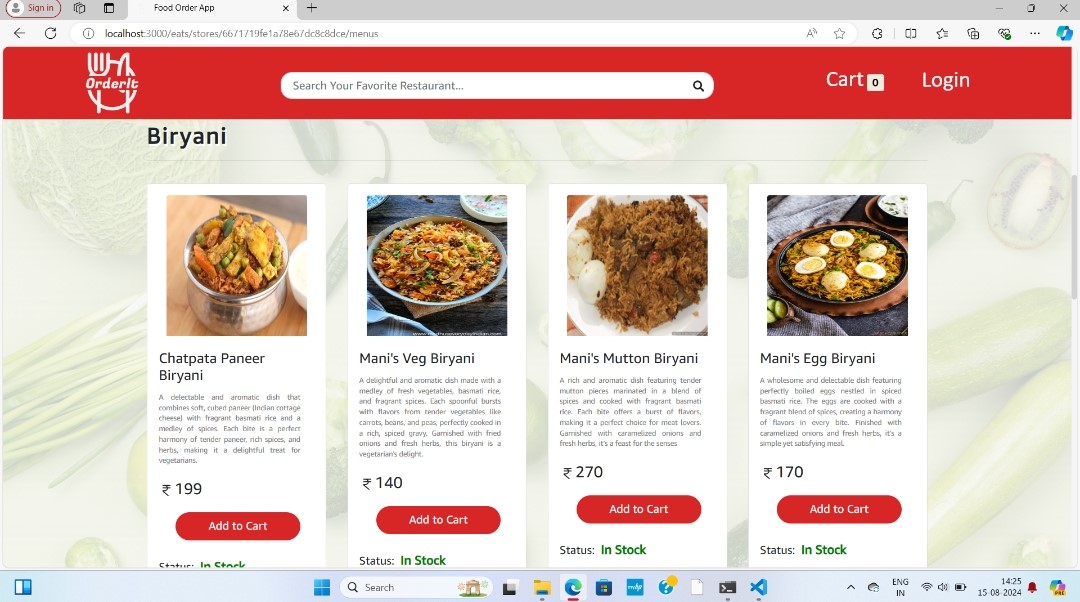 Sign in
Food Order App
localhost:3000/eats/stores/6671719fe1a78e67dc8c8dce/menus
OrderIt
Search Your Favorite Restaurant...
Cart 0
Login
Biryani
Chatpata Paneer
Biryani
A delectable and aromatic dish that
combines soft, cubed paneer (Indian cottage
cheese) with fragrant basmati rice and a
medley of spices. Each bite is a perfect
harmony of tender paneer, rich spices, and
herbs, making it a delightful treat for
vegetarians.
₹ 199
Add to Cart
Status: In Stock
Mani's Veg Biryani
A delightful and aromatic dish made with a
medley of fresh vegetables, basmati rice,
and fragrant spices. Each spoonful bursts
with flavors from tender vegetables like
carrots, beans, and peas, perfectly cooked in
a rich, spiced gravy. Garnished with fried
onions and fresh herbs, this biryani is a
vegetarian's delight.
₹ 140
Add to Cart
Status: In Stock
Mani's Mutton Biryani
A rich and aromatic dish featuring tender
mutton pieces marinated in a blend of
spices and cooked with fragrant basmati
rice. Each bite offers a burst of flavors,
making it a perfect choice for meat lovers.
Garnished with caramelized onions and
fresh herbs, it's a feast for the senses
₹ 270
Add to Cart
Status: In Stock
Mani's Egg Biryani
A wholesome and delectable dish featuring
perfectly boiled eggs nestled in spiced
basmati rice. The eggs are cooked with a
fragrant blend of spices, creating a harmony
of flavors in every bite. Finished with
caramelized onions and fresh herbs, it's a
simple yet satisfying meal.
₹ 170
Add to Cart
Status: In Stock
Search
ENG
IN
14:25
15-08-2024